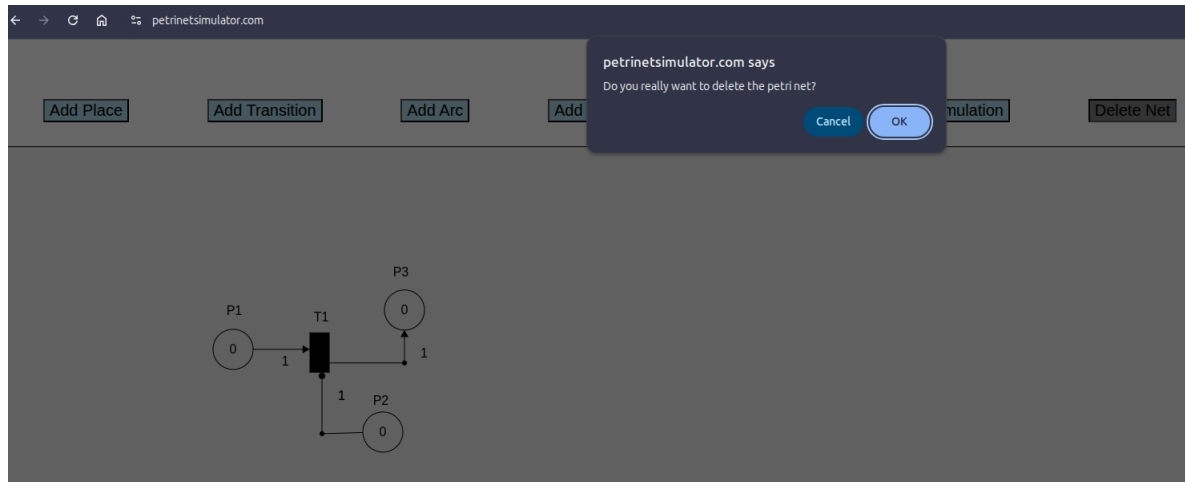 petrinetsimulator.com
petrinetsimulator.com says
Do you really want to delete the petri net?
Cancel OK
Add Place Add Transition Add Arc Add mulation Delete Net
P3
0
P1
T1
0
1
1
1
P2
0